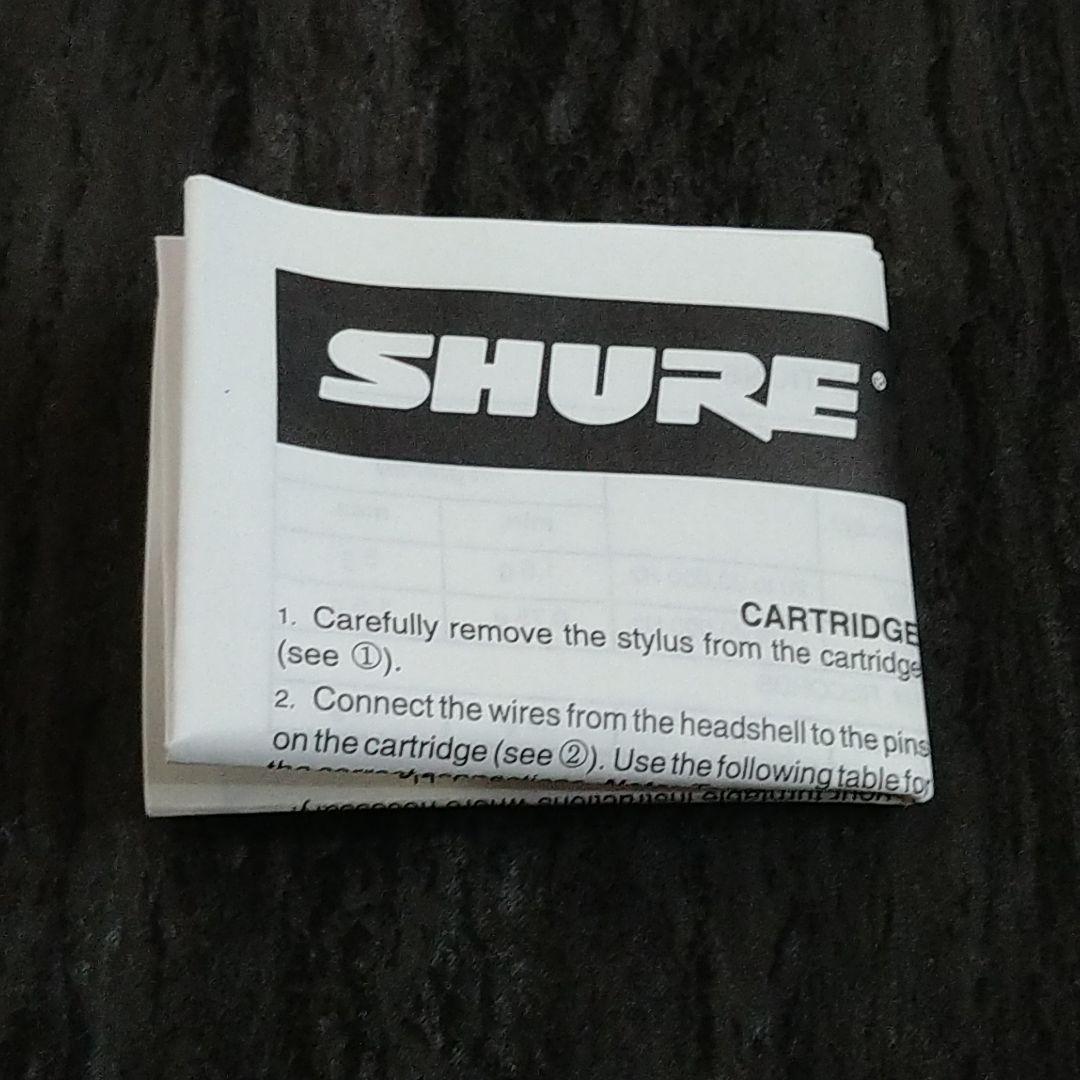 SHURE®
CARTRIDGE
1. Carefully remove the stylus from the cartridge
(see ①).
2. Connect the wires from the headshell to the pins
on the cartridge (see ②). Use the following table for